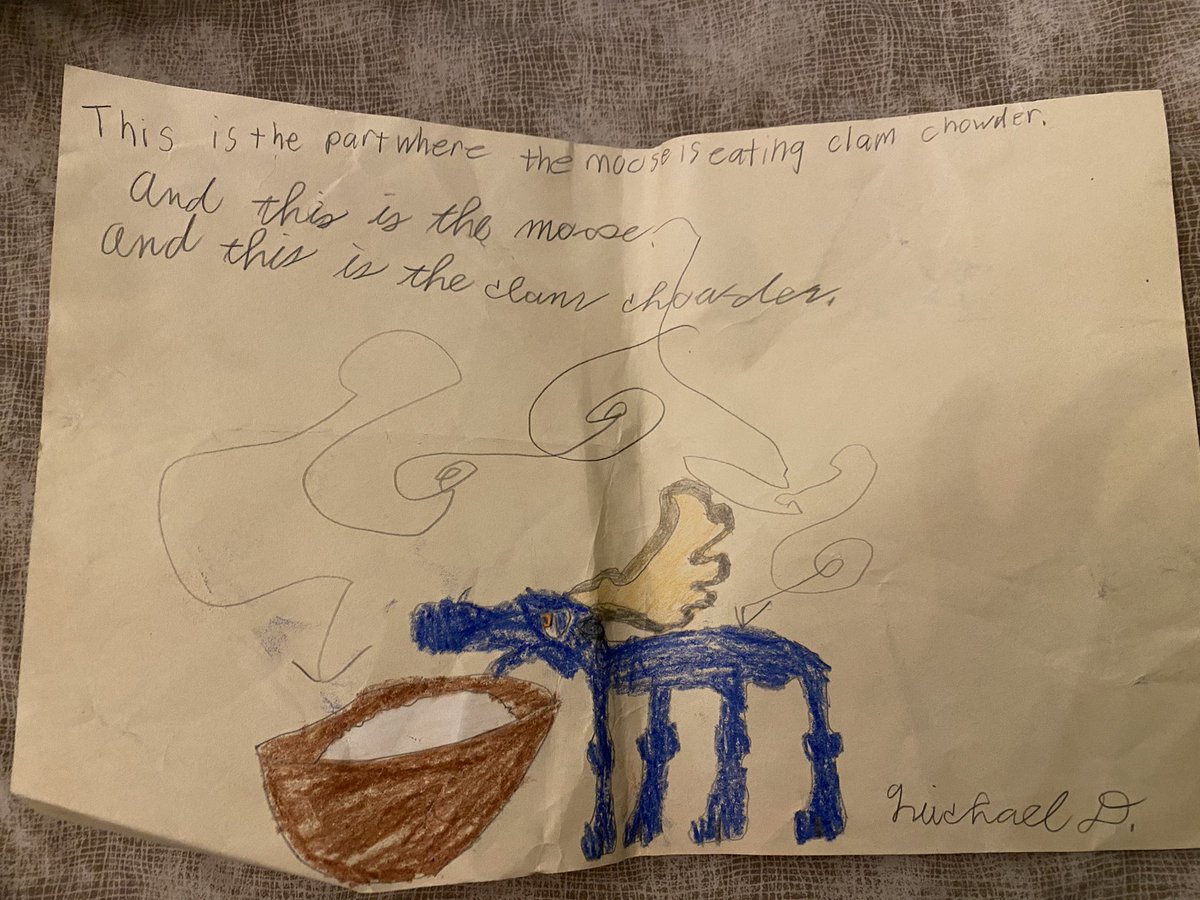 This is the part where the moose is eating clam chowder.
And this is the moose.
And this is the clam chowder.
Michael D.